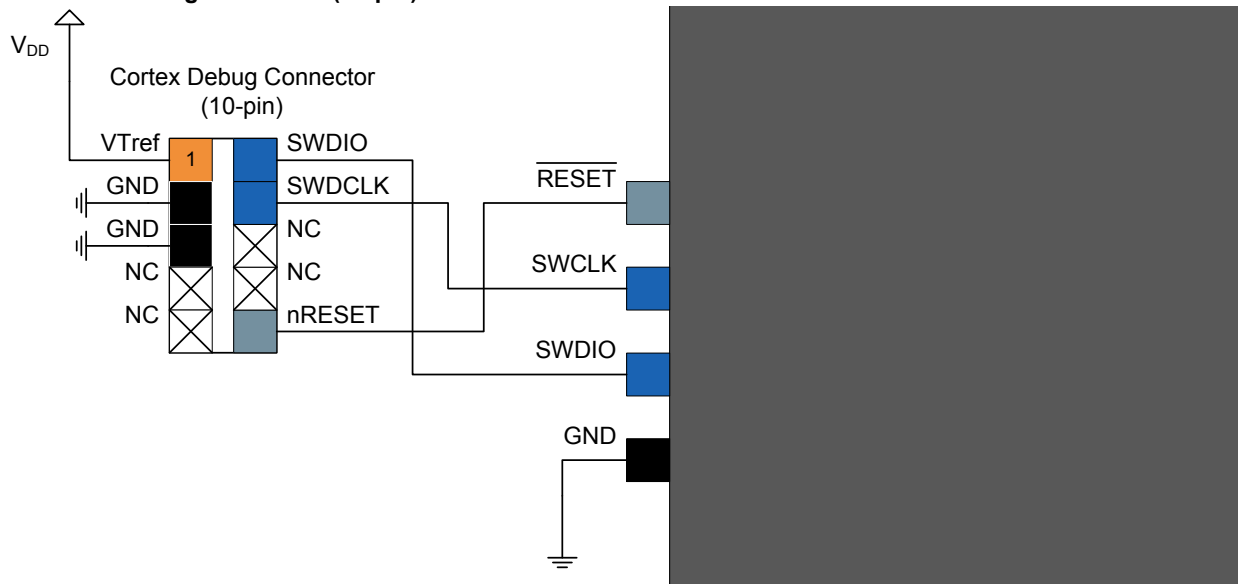 V_DD
Cortex Debug Connector
(10-pin)
VTref
1
SWDIO
GND
SWDCLK
GND
NC
NC
NC
NC
nRESET
RESET
SWCLK
SWDIO
GND